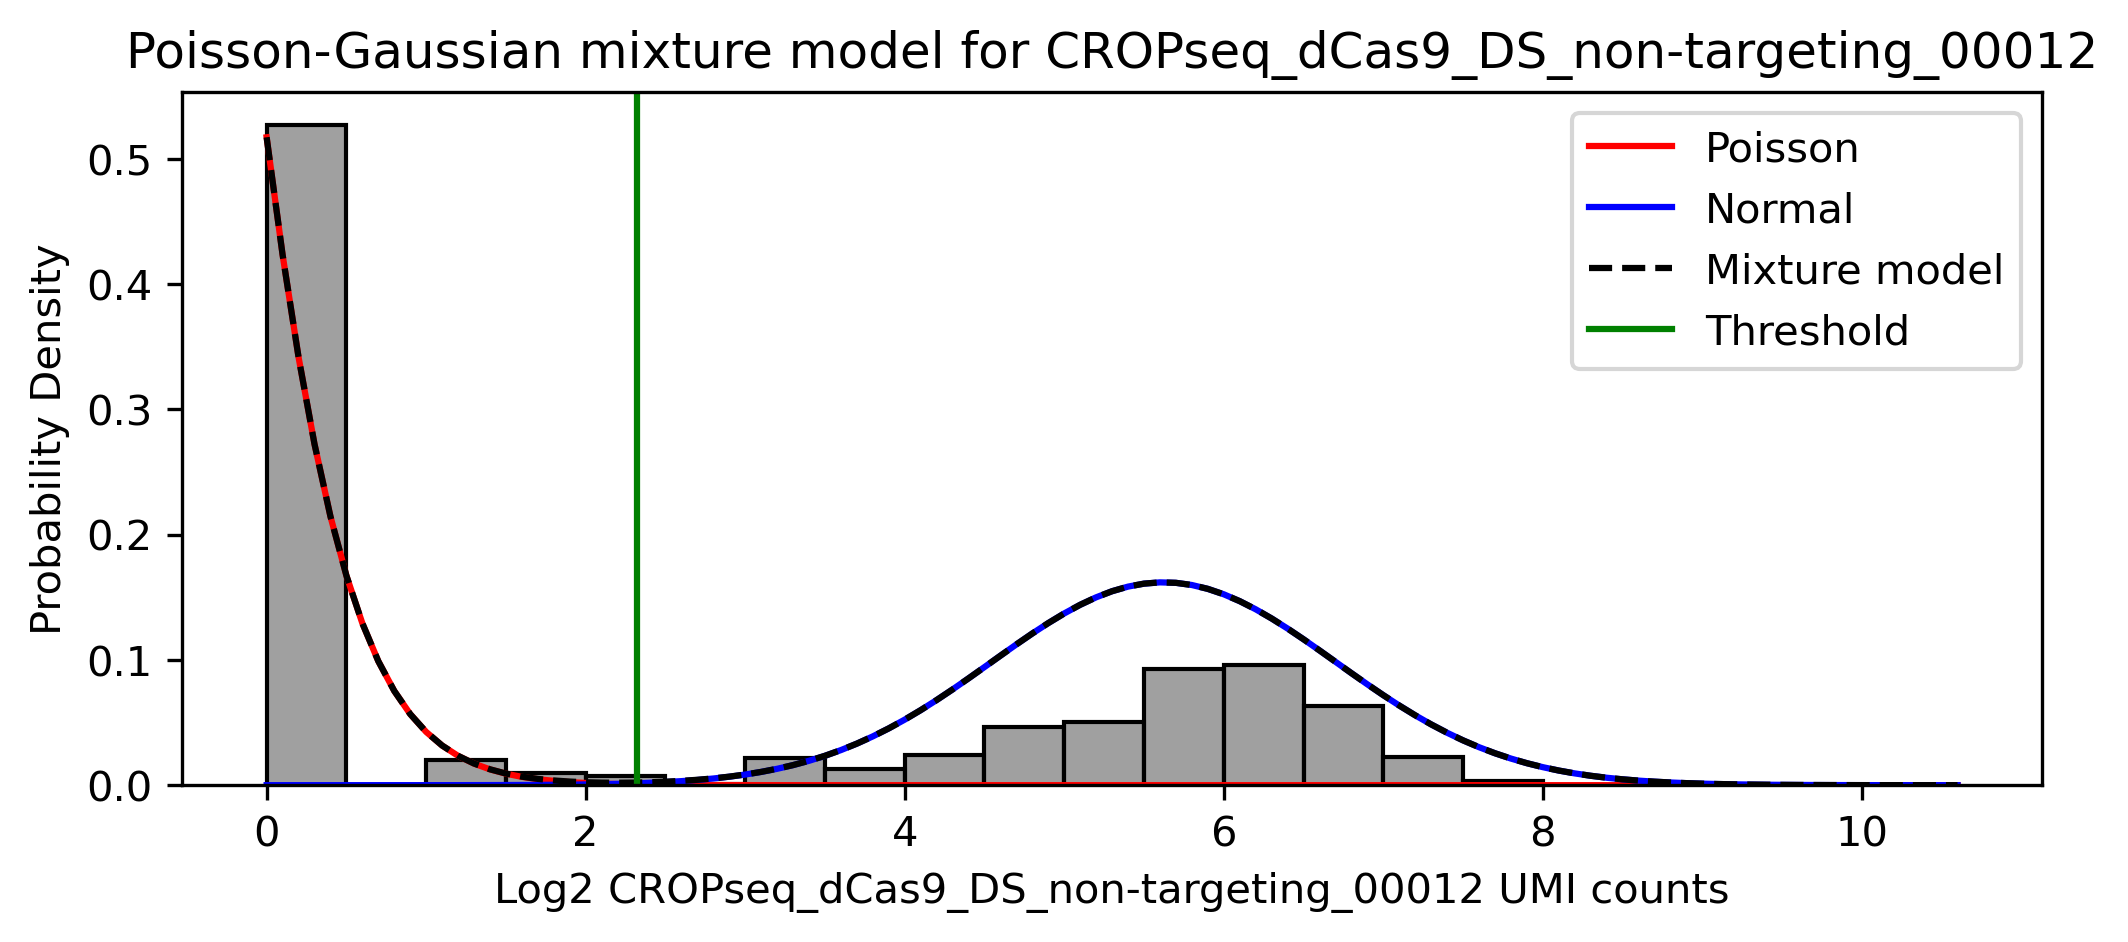 Poisson-Gaussian mixture model for CROPseq_dCas9_DS_non-targeting_00012
Probability Density
0.5
0.4
0.3
0.2
0.1
0.0
Poisson
Normal
Mixture model
Threshold
0 2 4 6 8 10
Log2 CROPseq_dCas9_DS_non-targeting_00012 UMI counts